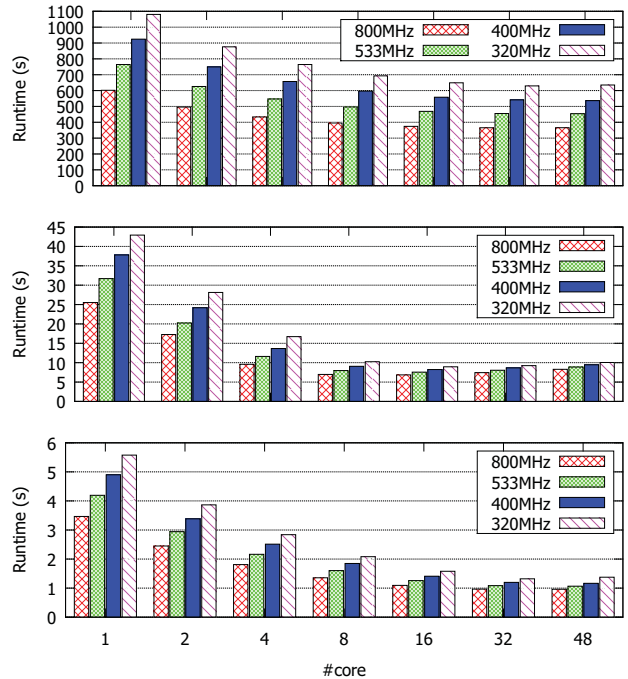 1100
1000
900
800
700
600
500
400
300
200
100
0
Runtime (s)
800MHz 400MHz
533MHz 320MHz
45
40
35
30
25
20
15
10
5
0
Runtime (s)
800MHz
533MHz
400MHz
320MHz
6
5
4
3
2
1
0
Runtime (s)
800MHz
533MHz
400MHz
320MHz
1 2 4 8 16 32 48
#core